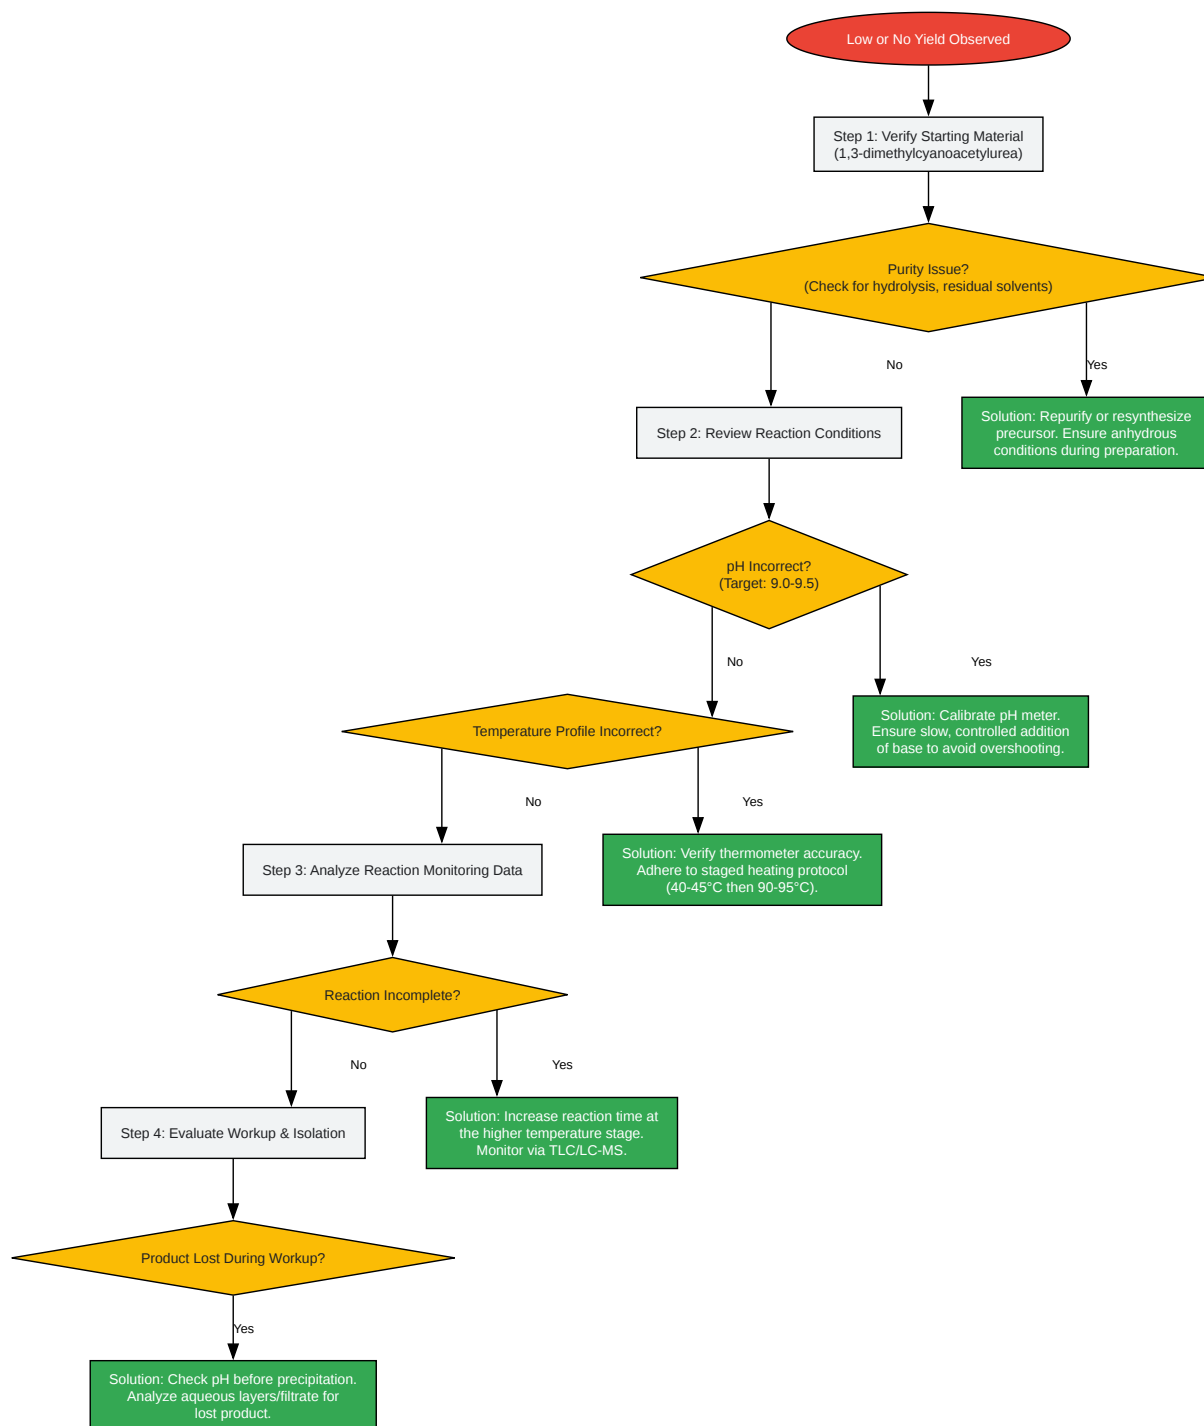 Low or No Yield Observed
Step 1: Verify Starting Material
(1,3-dimethylcyanoacetylurea)
Purity Issue?
(Check for hydrolysis, residual solvents)
No
Yes
Step 2: Review Reaction Conditions
Solution: Repurify or resynthesize
precursor. Ensure anhydrous
conditions during preparation.
pH Incorrect?
(Target: 9.0-9.5)
No
Yes
Temperature Profile Incorrect?
Solution: Calibrate pH meter.
Ensure slow, controlled addition
of base to avoid overshooting.
No
Yes
Step 3: Analyze Reaction Monitoring Data
Solution: Verify thermometer accuracy.
Adhere to staged heating protocol
(40-45°C then 90-95°C).
Reaction Incomplete?
No
Yes
Step 4: Evaluate Workup & Isolation
Solution: Increase reaction time at
the higher temperature stage.
Monitor via TLC/LC-MS.
Product Lost During Workup?
Yes
Solution: Check pH before precipitation.
Analyze aqueous layers/filtrate for
lost product.